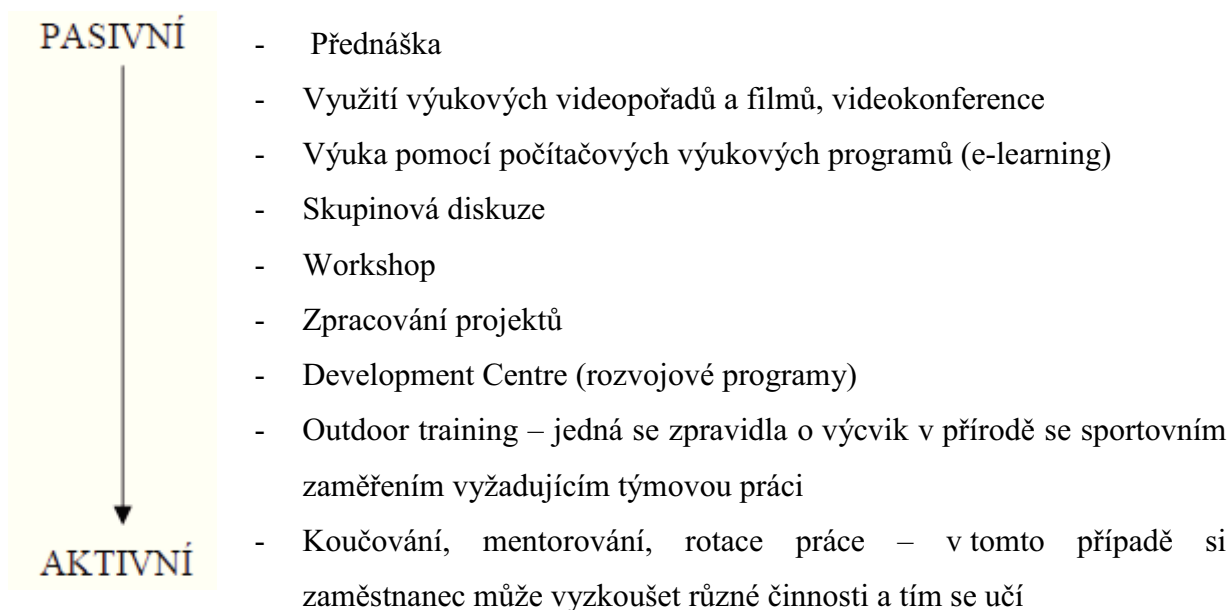 PASIVNÍ
- Přednáška
- Využití výukových videopořadů a filmů, videokonference
- Výuka pomocí počítačových výukových programů (e-learning)
- Skupinová diskuze
- Workshop
- Zpracování projektů
- Development Centre (rozvojové programy)
- Outdoor training – jedná se zpravidla o výcvik v přírodě se sportovním
zaměřením vyžadujícím týmovou práci
AKTIVNÍ
- Koučování, mentorování, rotace práce – v tomto případě si
zaměstnanec může vyzkoušet různé činnosti a tím se učí